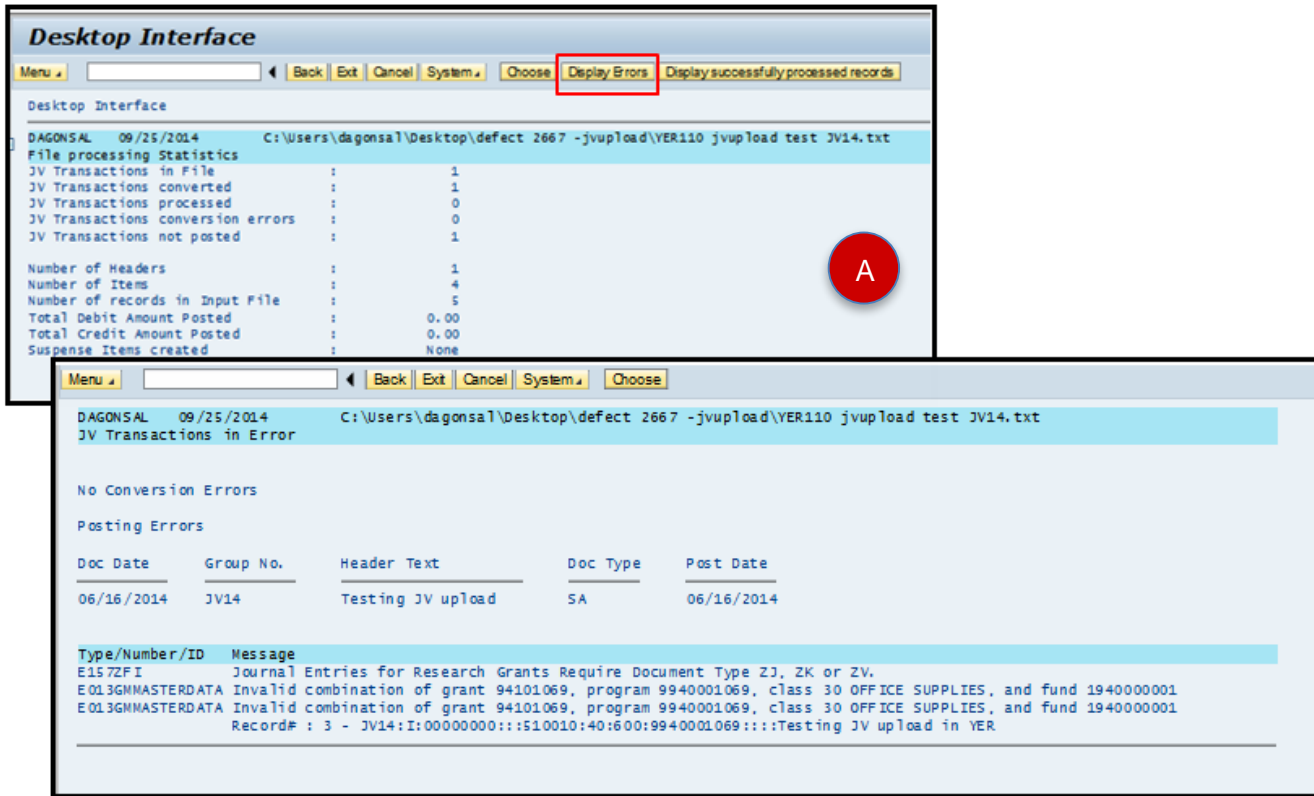 Desktop Interface
Menu Back Exit Cancel System Choose Display Errors Display successfully processed records
Desktop Interface
DAGONSAL 09/25/2014 C:\Users\dagonsal\Desktop\defect 2667 -jvupload\YER110 jvupload test JV14.txt
File processing Statistics
JV Transactions in File : 1
JV Transactions converted : 1
JV Transactions processed : 0
JV Transactions conversion errors : 0
JV Transactions not posted : 1
Number of Headers : 1
Number of Items : 4
Number of records in Input File : 5
Total Debit Amount Posted : 0.00
Total Credit Amount Posted : 0.00
Suspense Items created : None
A
Menu Back Exit Cancel System Choose
DAGONSAL 09/25/2014 C:\Users\dagonsal\Desktop\defect 2667 -jvupload\YER110 jvupload test JV14.txt
JV Transactions in Error
No Conversion Errors
Posting Errors
Doc Date Group No. Header Text Doc Type Post Date
06/16/2014 JV14 Testing JV upload SA 06/16/2014
Type/Number/ID Message
E157ZFI Journal Entries for Research Grants Require Document Type ZJ, ZK or ZV.
E013GMMASTERDATA Invalid combination of grant 94101069, program 9940001069, class 30 OFFICE SUPPLIES, and fund 1940000001
E013GMMASTERDATA Invalid combination of grant 94101069, program 9940001069, class 30 OFFICE SUPPLIES, and fund 1940000001
Record# : 3 - JV14:I:00000000:::510010:40:600:9940001069::::Testing JV upload in YER